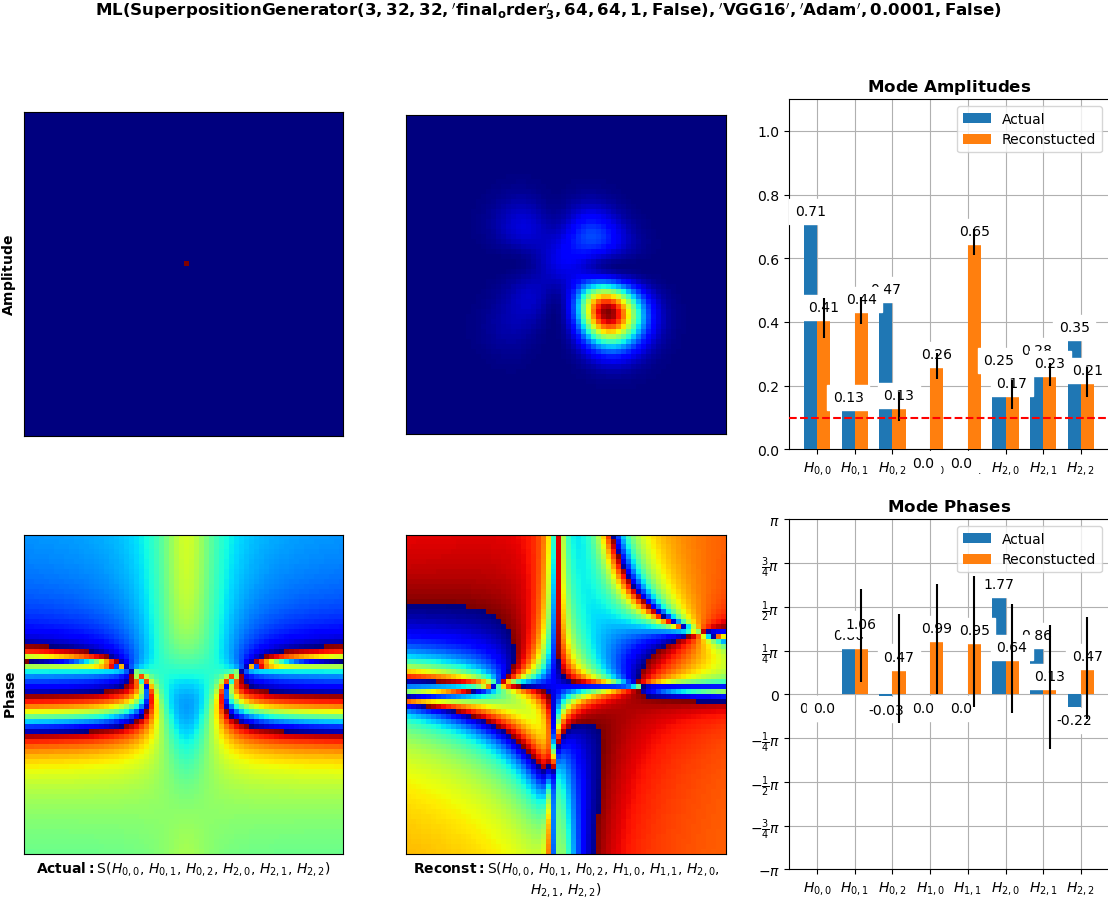 ML(SuperpositionGenerator(3, 32, 32, 'final_order'_3, 64, 64, 1, False), 'VGG16', 'Adam', 0.0001, False)
Amplitude
Mode Amplitudes
Actual
Reconstucted
1.0
0.8
0.6
0.4
0.2
0.0
0.71
0.41
0.13
0.44
0.47
0.13
0.0
0.26
0.0
0.65
0.25
0.17
0.28
0.23
0.35
0.21
H0,0 H0,1 H0,2 H2,0 H2,1 H2,2
Phase
Actual: S(H0,0, H0,1, H0,2, H2,0, H2,1, H2,2)
Reconst: S(H0,0, H0,1, H0,2, H1,0, H1,1, H2,0,
H2,1, H2,2)
Mode Phases
Actual
Reconstucted
π
3/4π
1/2π
1/4π
0
−1/4π
−1/2π
−3/4π
−π
0.0
1.06
-0.03
0.47
0.0
0.99
0.0
0.95
1.77
0.64
0.86
0.13
-0.22
0.47
H0,0 H0,1 H0,2 H1,0 H1,1 H2,0 H2,1 H2,2